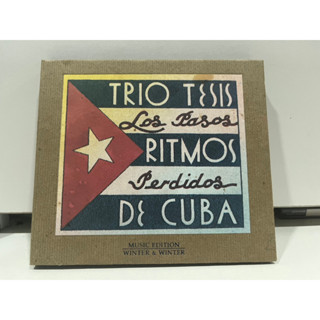 TRIO TESIS
Los Pasos
RITMOS
Perdidos
DE CUBA
MUSIC EDITION
WINTER & WINTER